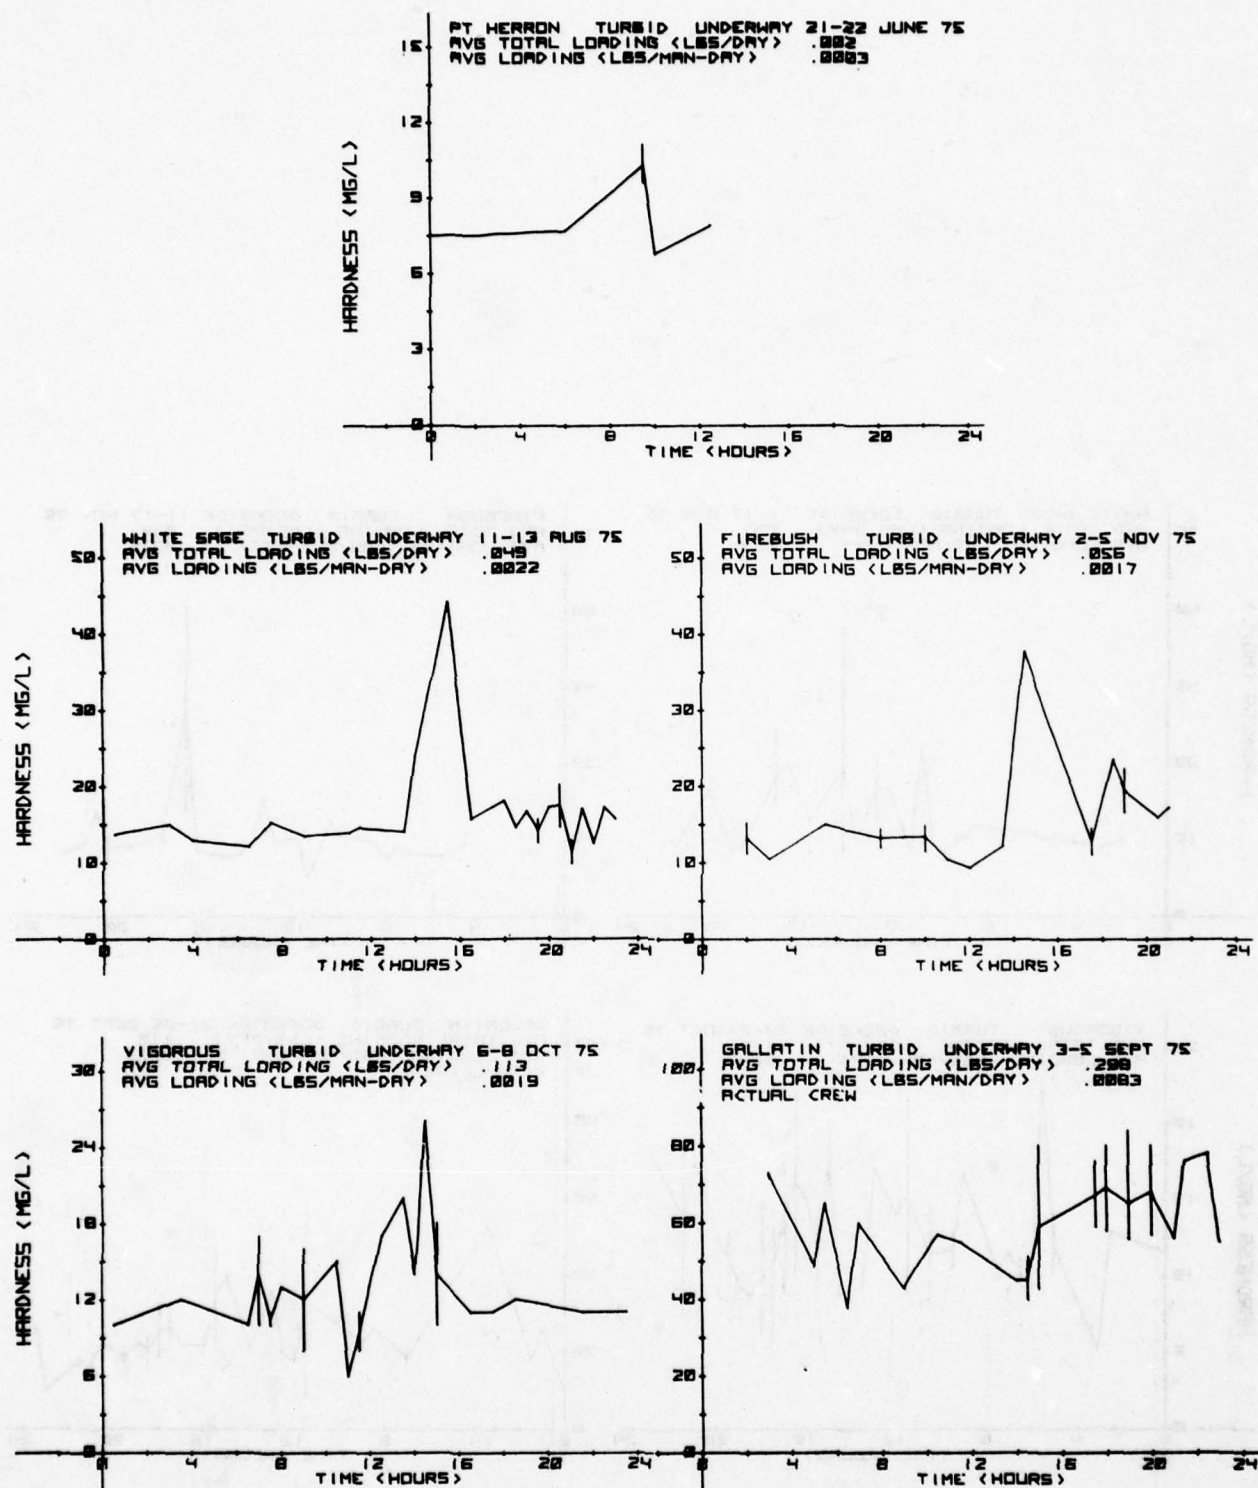 PT HERRON TURBID UNDERWAY 21-22 JUNE 75
AVG TOTAL LOADING <LBS/DAY> .002
AVG LOADING <LBS/MAN-DAY> .0003
15
12
9
6
3
0
HARDNESS <MG/L>
0 4 8 12 16 20 24
TIME <HOURS>
WHITE SAGE TURBID UNDERWAY 11-13 AUG 75
AVG TOTAL LOADING <LBS/DAY> .049
AVG LOADING <LBS/MAN-DAY> .0022
50
40
30
20
10
0
HARDNESS <MG/L>
0 4 8 12 16 20 24
TIME <HOURS>
FIREBUSH TURBID UNDERWAY 2-5 NOV 75
AVG TOTAL LOADING <LBS/DAY> .056
AVG LOADING <LBS/MAN-DAY> .0017
50
40
30
20
10
0
0 4 8 12 16 20 24
TIME <HOURS>
VIGOROUS TURBID UNDERWAY 6-8 OCT 75
AVG TOTAL LOADING <LBS/DAY> .113
AVG LOADING <LBS/MAN-DAY> .0019
30
24
18
12
6
0
HARDNESS <MG/L>
0 4 8 12 16 20 24
TIME <HOURS>
GALLATIN TURBID UNDERWAY 3-5 SEPT 75
AVG TOTAL LOADING <LBS/DAY>
AVG LOADING <LBS/MAN/DAY>
ACTUAL CREW
100
80
60
40
20
0
0 4 8 12 16 20 24
TIME <HOURS>